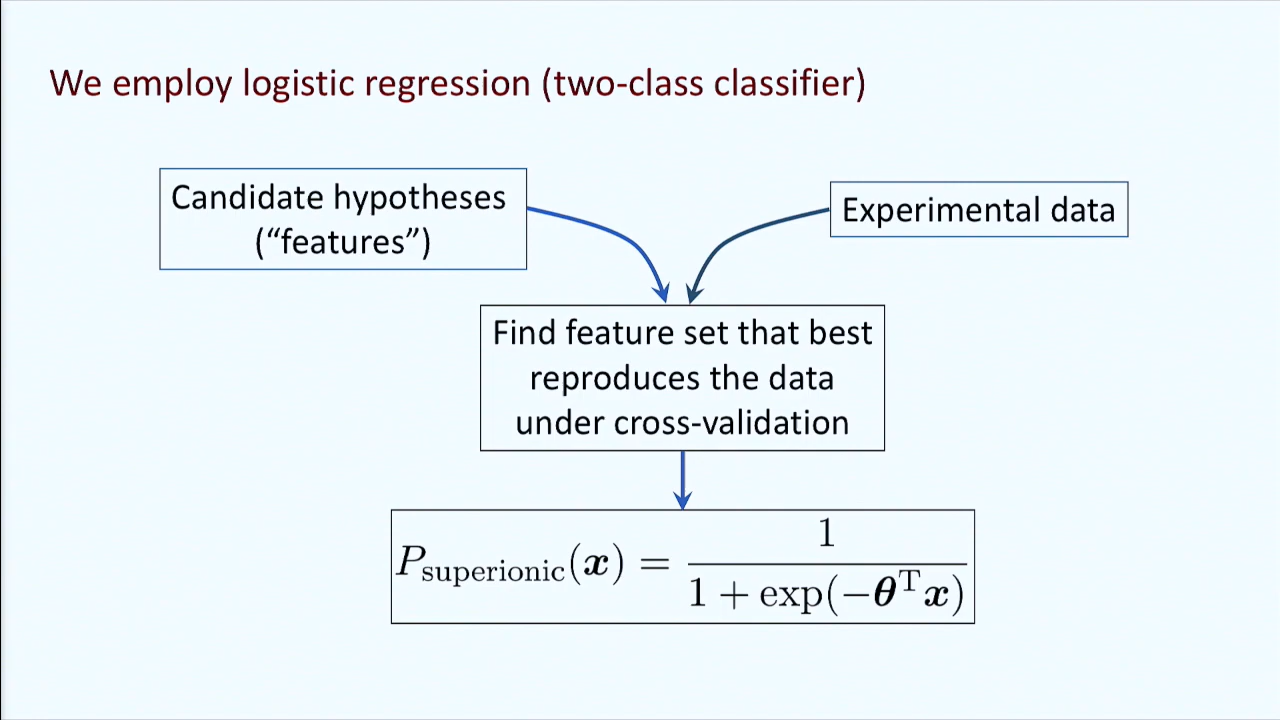 We employ logistic regression (two-class classifier)
Candidate hypotheses
(“features”)
Experimental data
Find feature set that best
reproduces the data
under cross-validation
P_superionic(x) = 1 / (1 + exp(−θ^T x))